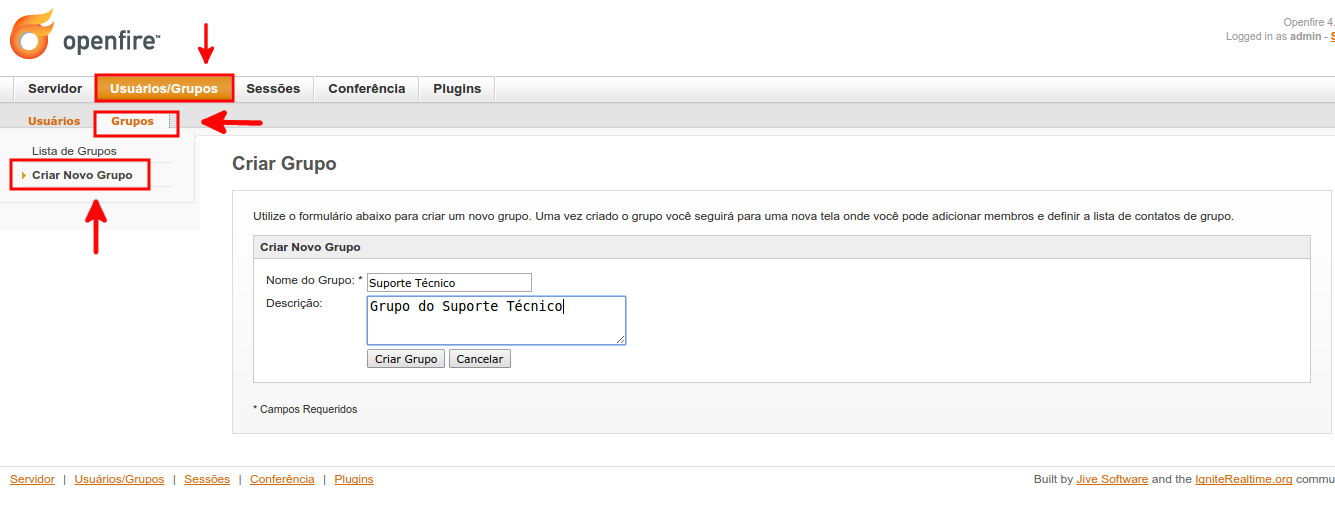 Openfire 4.
openfire™
Logged in as admin - S
Servidor Usuários/Grupos Sessões Conferência Plugins
Usuários Grupos
Lista de Grupos
Criar Novo Grupo
Criar Grupo
Utilize o formulário abaixo para criar um novo grupo. Uma vez criado o grupo você seguirá para uma nova tela onde você pode adicionar membros e definir a lista de contatos de grupo.
Criar Novo Grupo
Nome do Grupo: * Suporte Técnico
Descrição: Grupo do Suporte Técnico
Criar Grupo Cancelar
* Campos Requeridos
Servidor | Usuários/Grupos | Sessões | Conferência | Plugins
Built by Jive Software and the IgniteRealtime.org commu